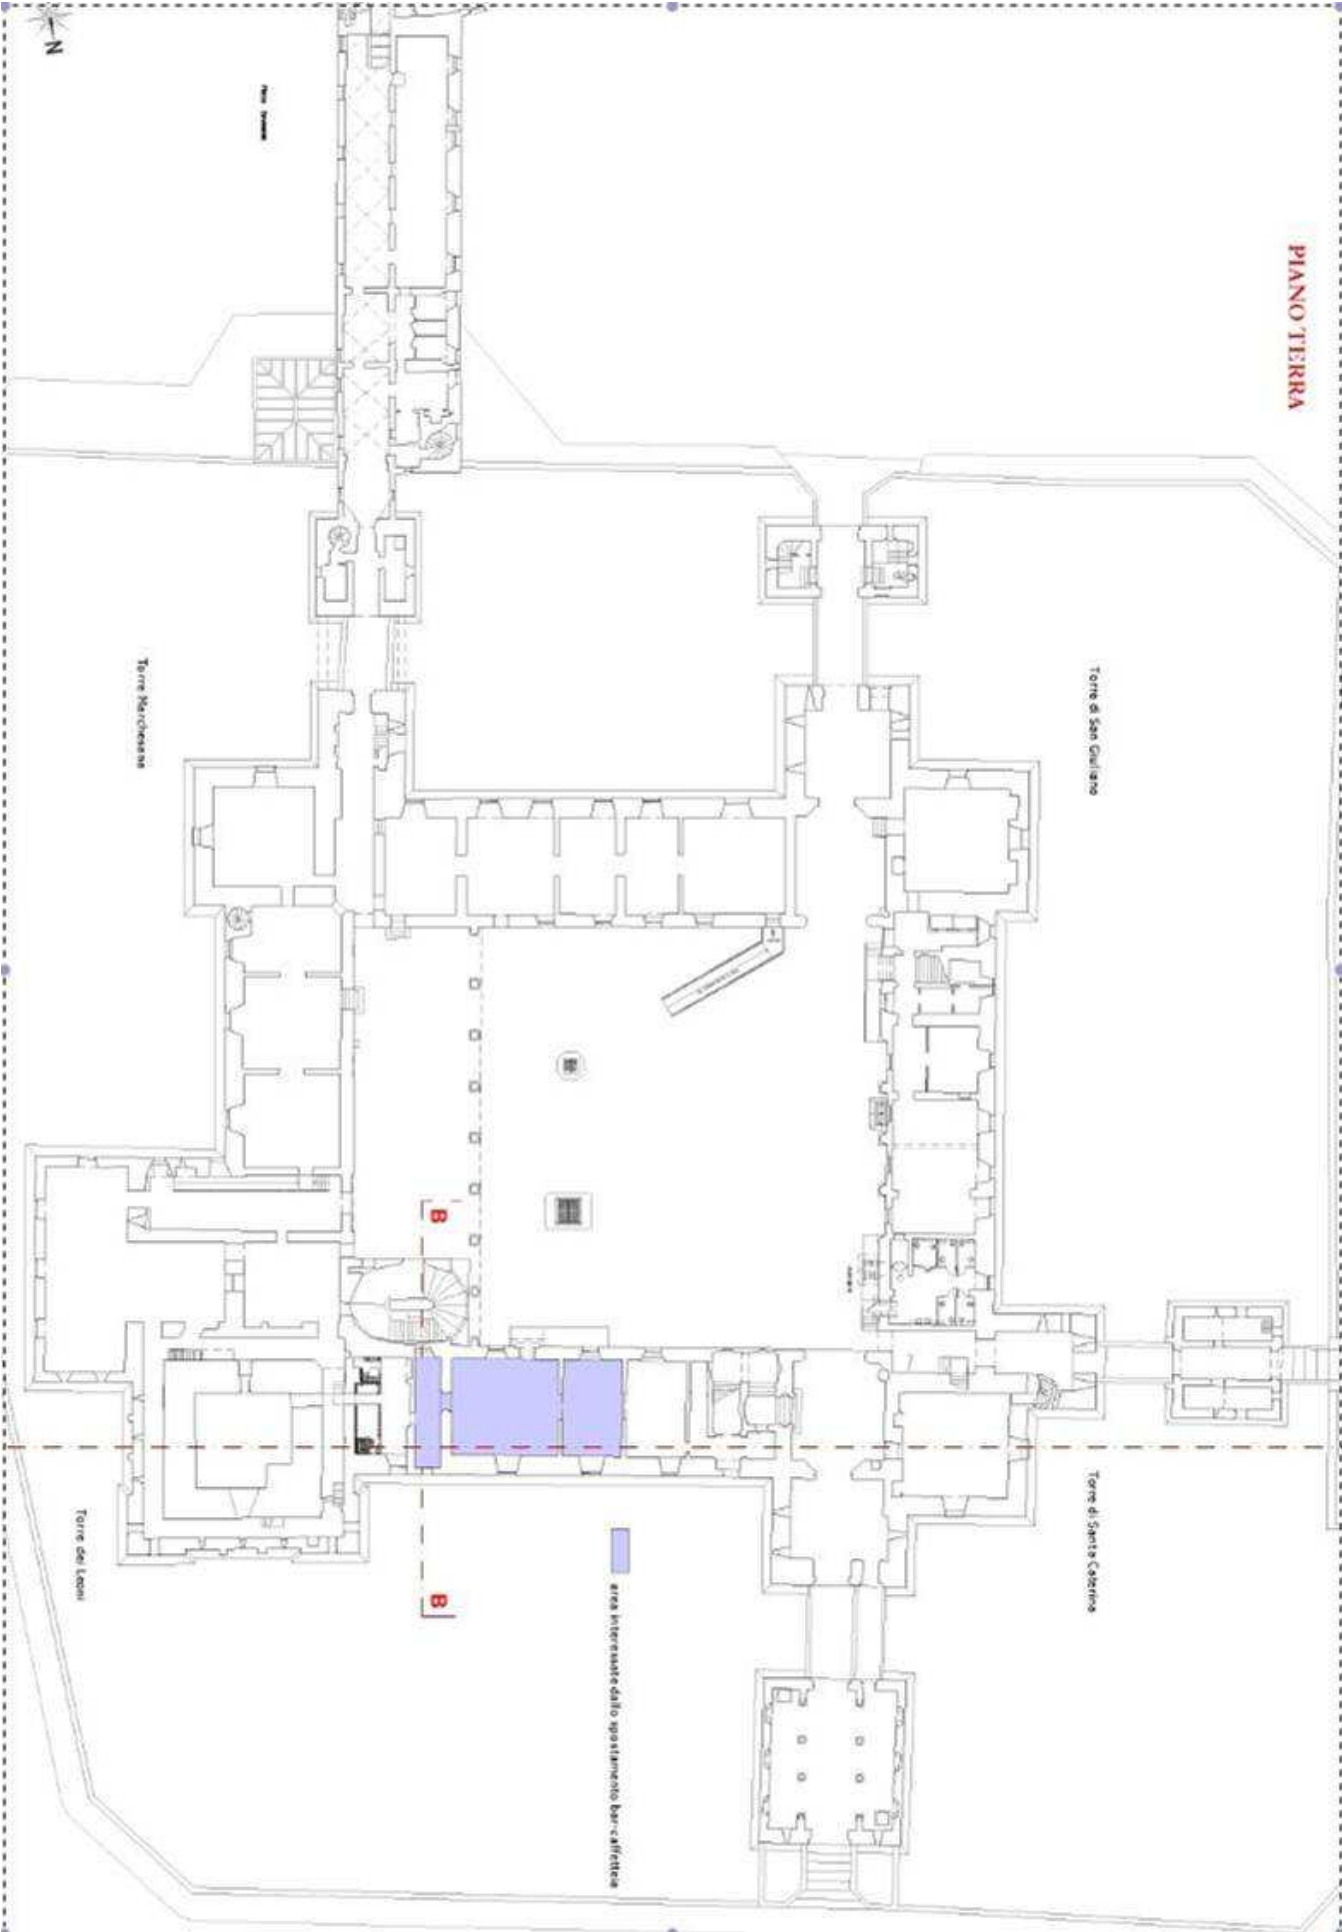 PIANO TERRA
N
Torre Marchesana
Torre di San Giuliano
B
B
Torre dei Leoni
Torre di Santa Caterina
area interessata dallo spostamento bar-caffetteia